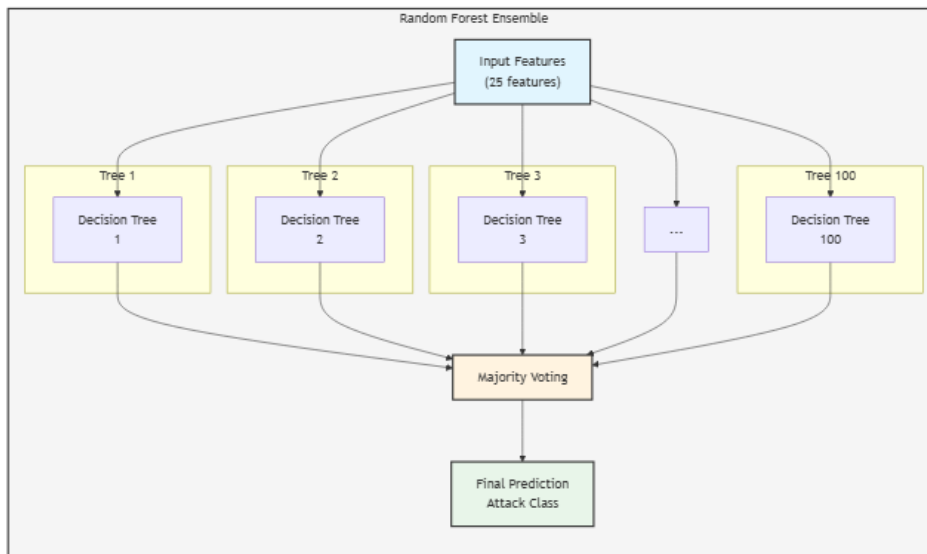 Random Forest Ensemble
Input Features
(25 features)
Tree 1
Tree 2
Tree 3
Tree 100
Decision Tree
1
Decision Tree
2
Decision Tree
3
...
Decision Tree
100
Majority Voting
Final Prediction
Attack Class